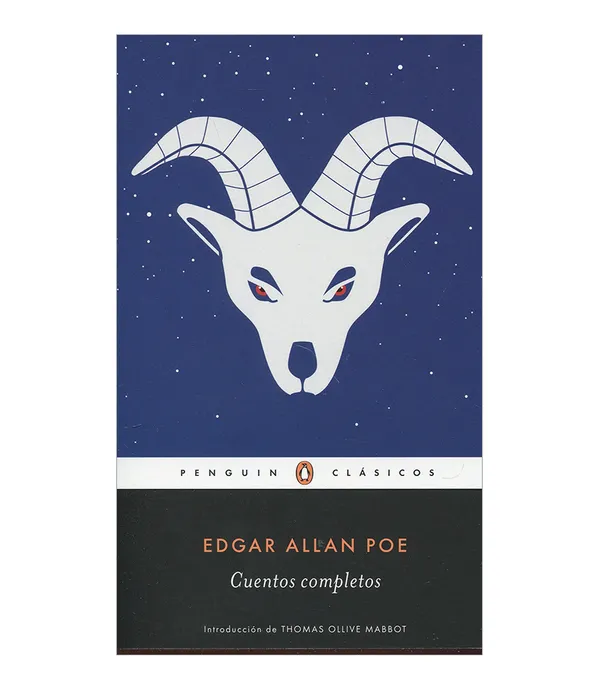 PENGUIN CLÁSICOS
EDGAR ALLAN POE
Cuentos completos
Introducción de THOMAS OLLIVE MABBOT